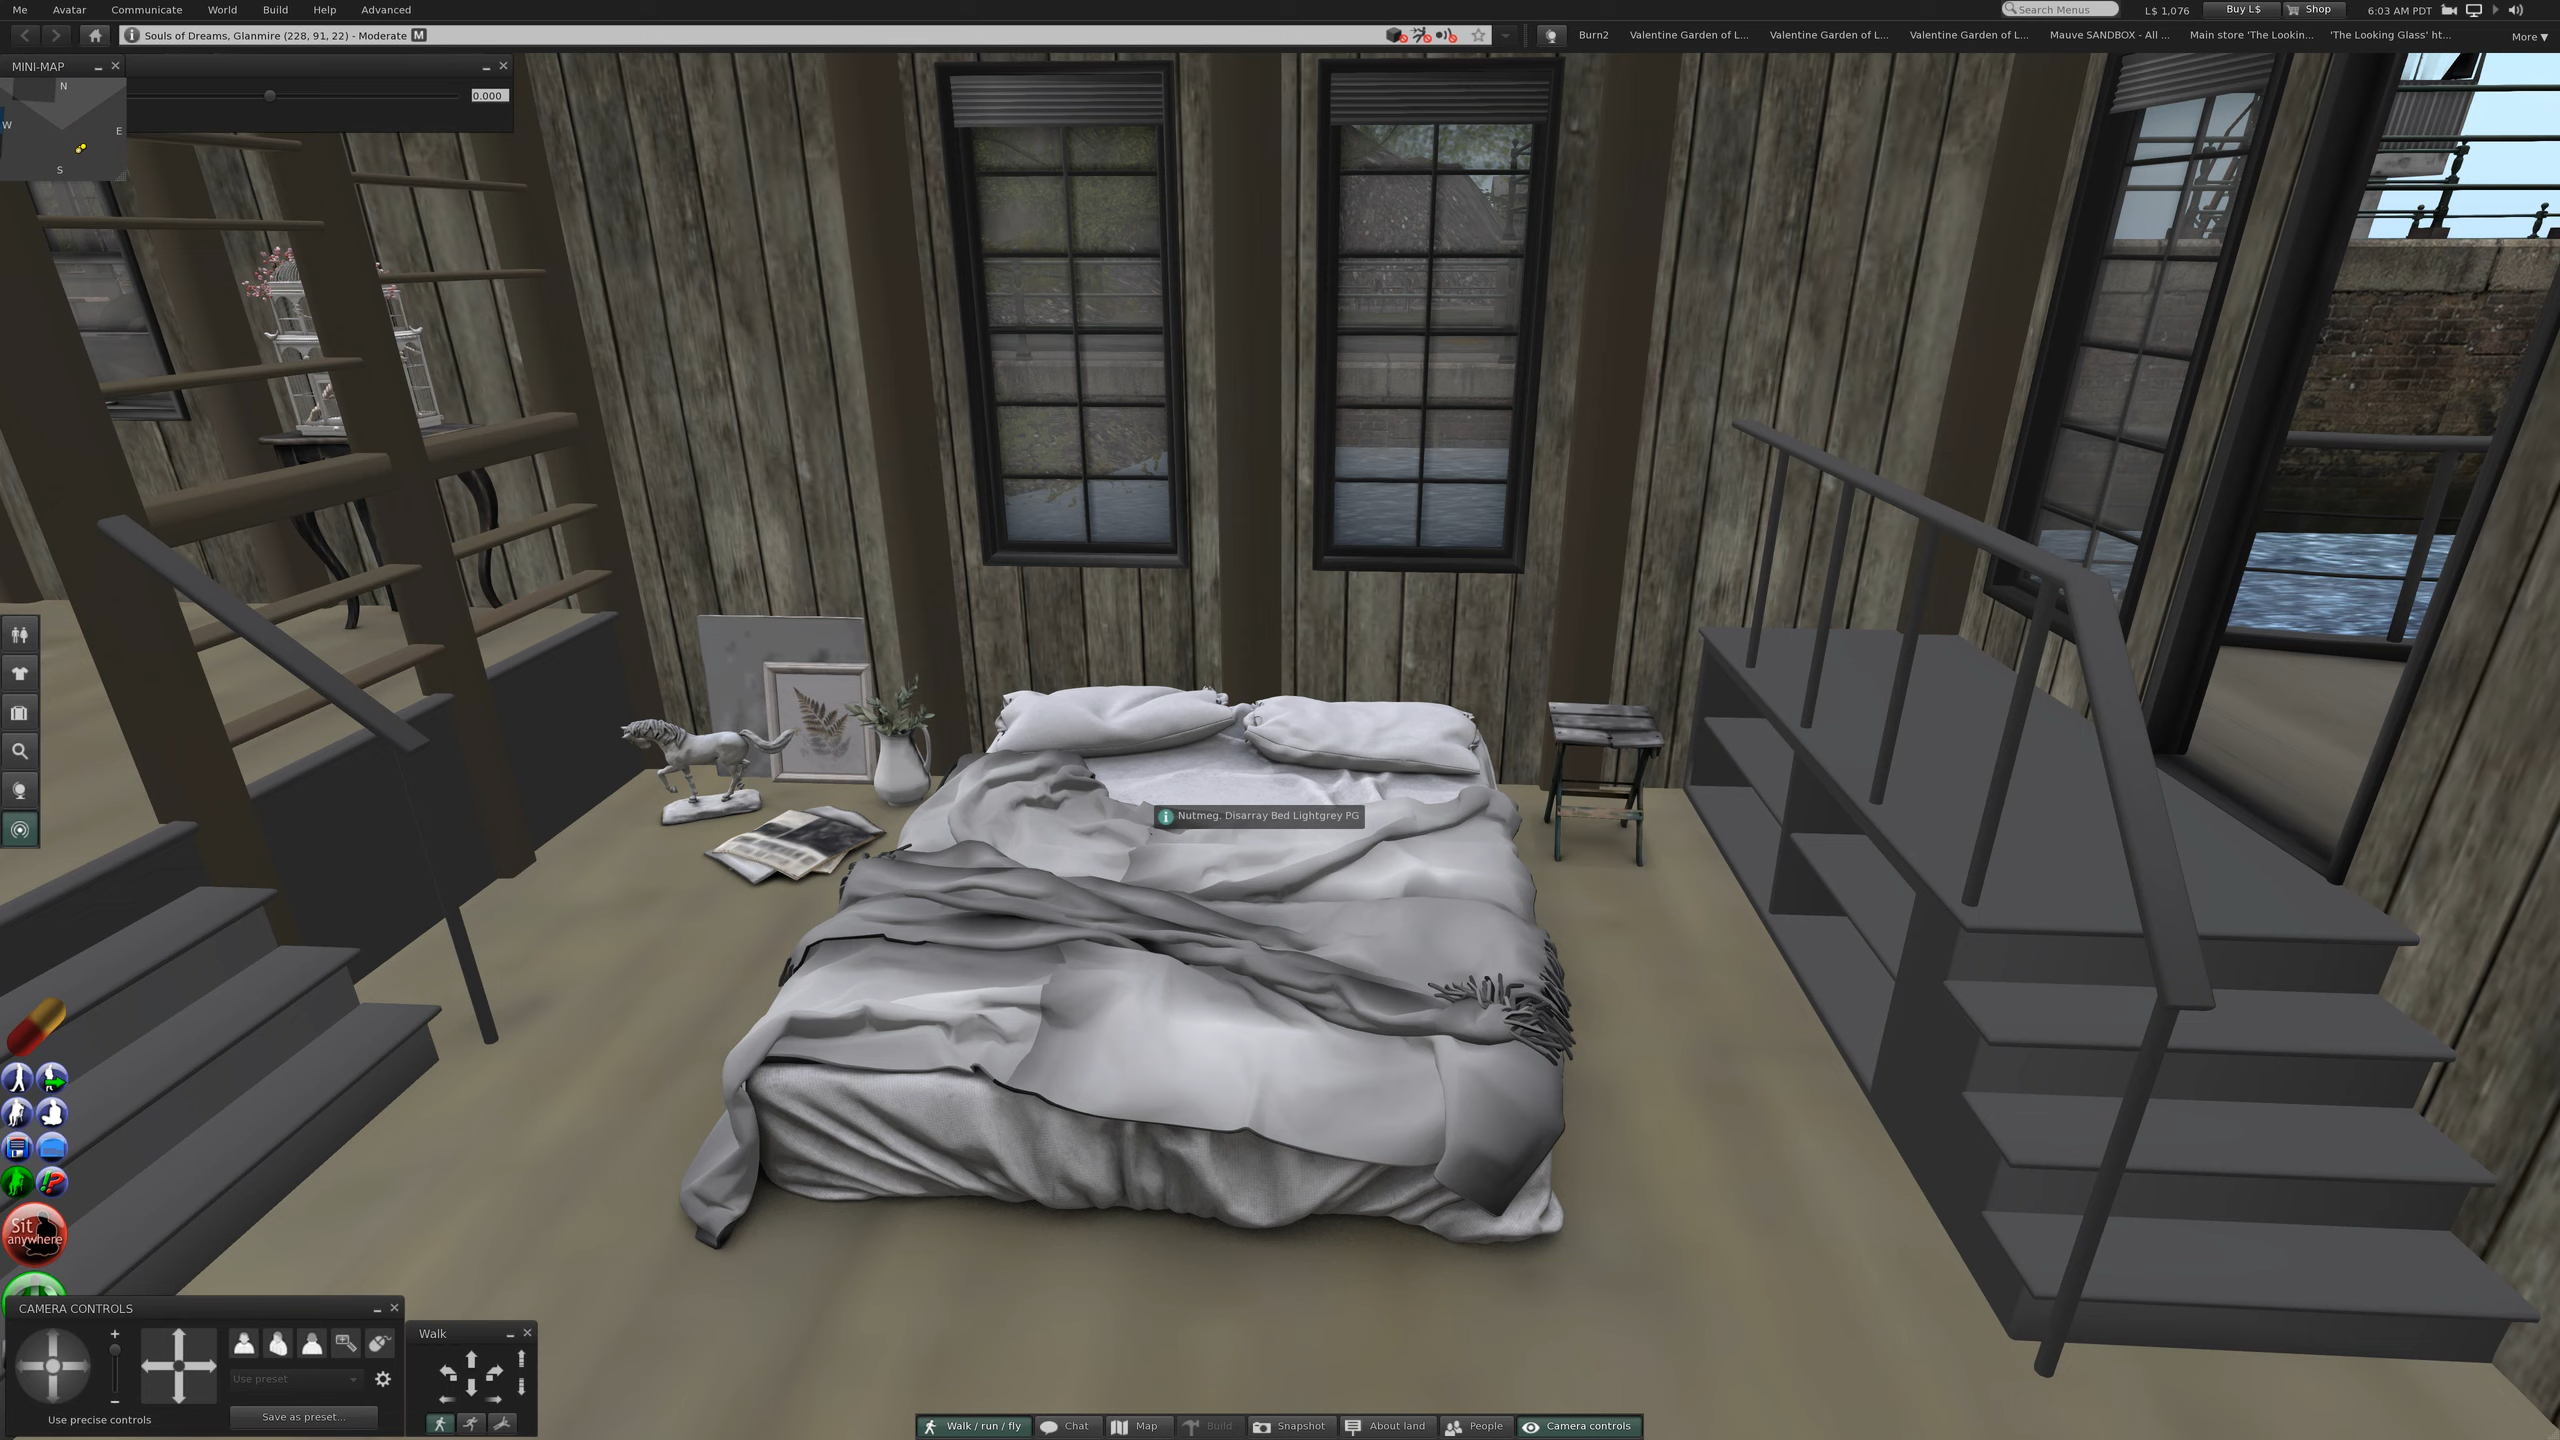 Me Avatar Communicate World Build Help Advanced
Search Menus
L$ 1,076
Buy L$
Shop
6:03 AM PDT
Souls of Dreams, Glanmire (228, 91, 22) - Moderate M
Burn2
Valentine Garden of L...
Valentine Garden of L...
Valentine Garden of L...
Mauve SANDBOX - All ...
Main store 'The Lookin...
'The Looking Glass' ht...
More ▼
MINI-MAP
N
W
E
S
0.000
Nutmeg. Disarray Bed Lightgrey PG
Sit
anywhere
CAMERA CONTROLS
Use preset
Use precise controls
Save as preset...
Walk
Walk / run / fly
Chat
Map
Build
Snapshot
About land
People
Camera controls